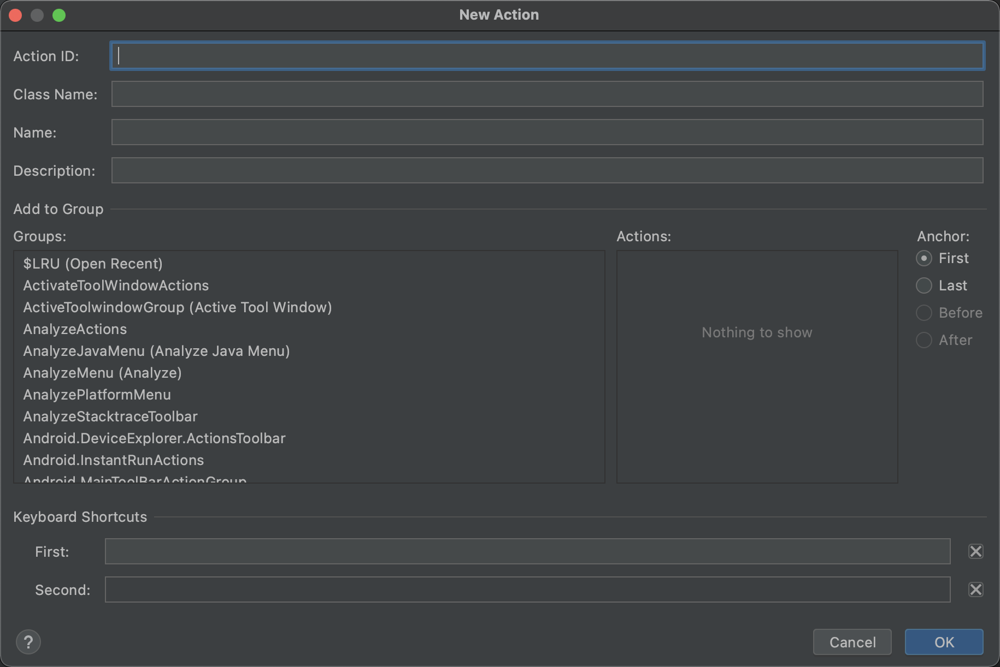 New Action
Action ID:
Class Name:
Name:
Description:
Add to Group
Groups:
$LRU (Open Recent)
ActivateToolWindowActions
ActiveToolwindowGroup (Active Tool Window)
AnalyzeActions
AnalyzeJavaMenu (Analyze Java Menu)
AnalyzeMenu (Analyze)
AnalyzePlatformMenu
AnalyzeStacktraceToolbar
Android.DeviceExplorer.ActionsToolbar
Android.InstantRunActions
Android.MainToolBarActionGroup
Actions:
Nothing to show
Anchor:
First
Last
Before
After
Keyboard Shortcuts
First:
Second:
?
Cancel
OK